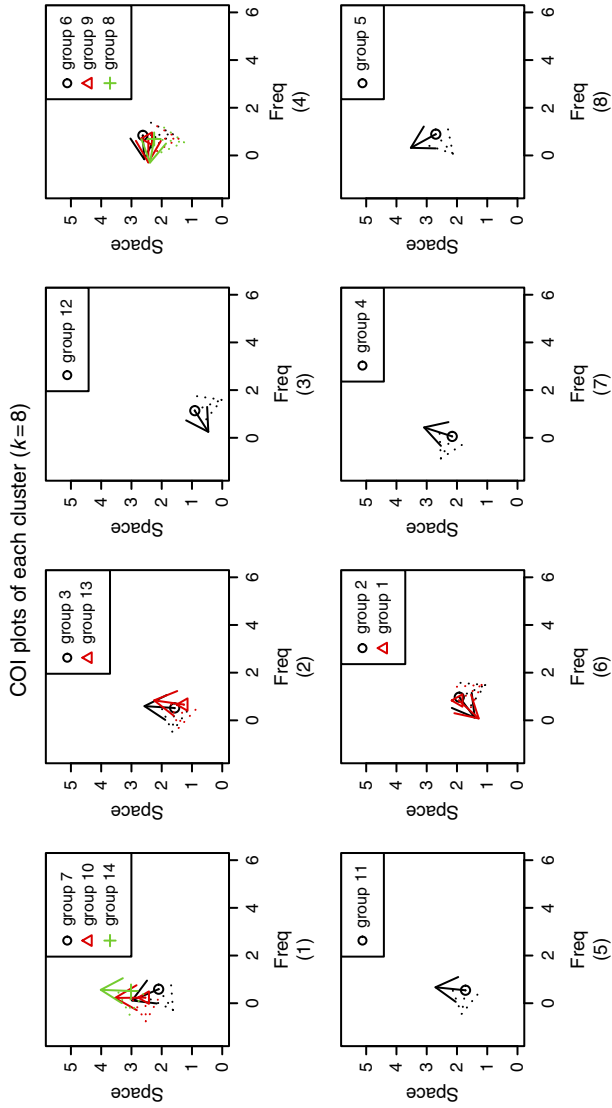 COI plots of each cluster (k=8)
group 7
group 10
group 14
5
4
3
2
1
0
Space
0 2 4 6
Freq
(1)
group 3
group 13
5
4
3
2
1
0
Space
0 2 4 6
Freq
(2)
group 12
5
4
3
2
1
0
Space
0 2 4 6
Freq
(3)
group 6
group 9
group 8
5
4
3
2
1
0
Space
0 2 4 6
Freq
(4)
group 11
5
4
3
2
1
0
Space
0 2 4 6
Freq
(5)
group 2
group 1
5
4
3
2
1
0
Space
0 2 4 6
Freq
(6)
group 4
5
4
3
2
1
0
Space
0 2 4 6
Freq
(7)
group 5
5
4
3
2
1
0
Space
0 2 4 6
Freq
(8)